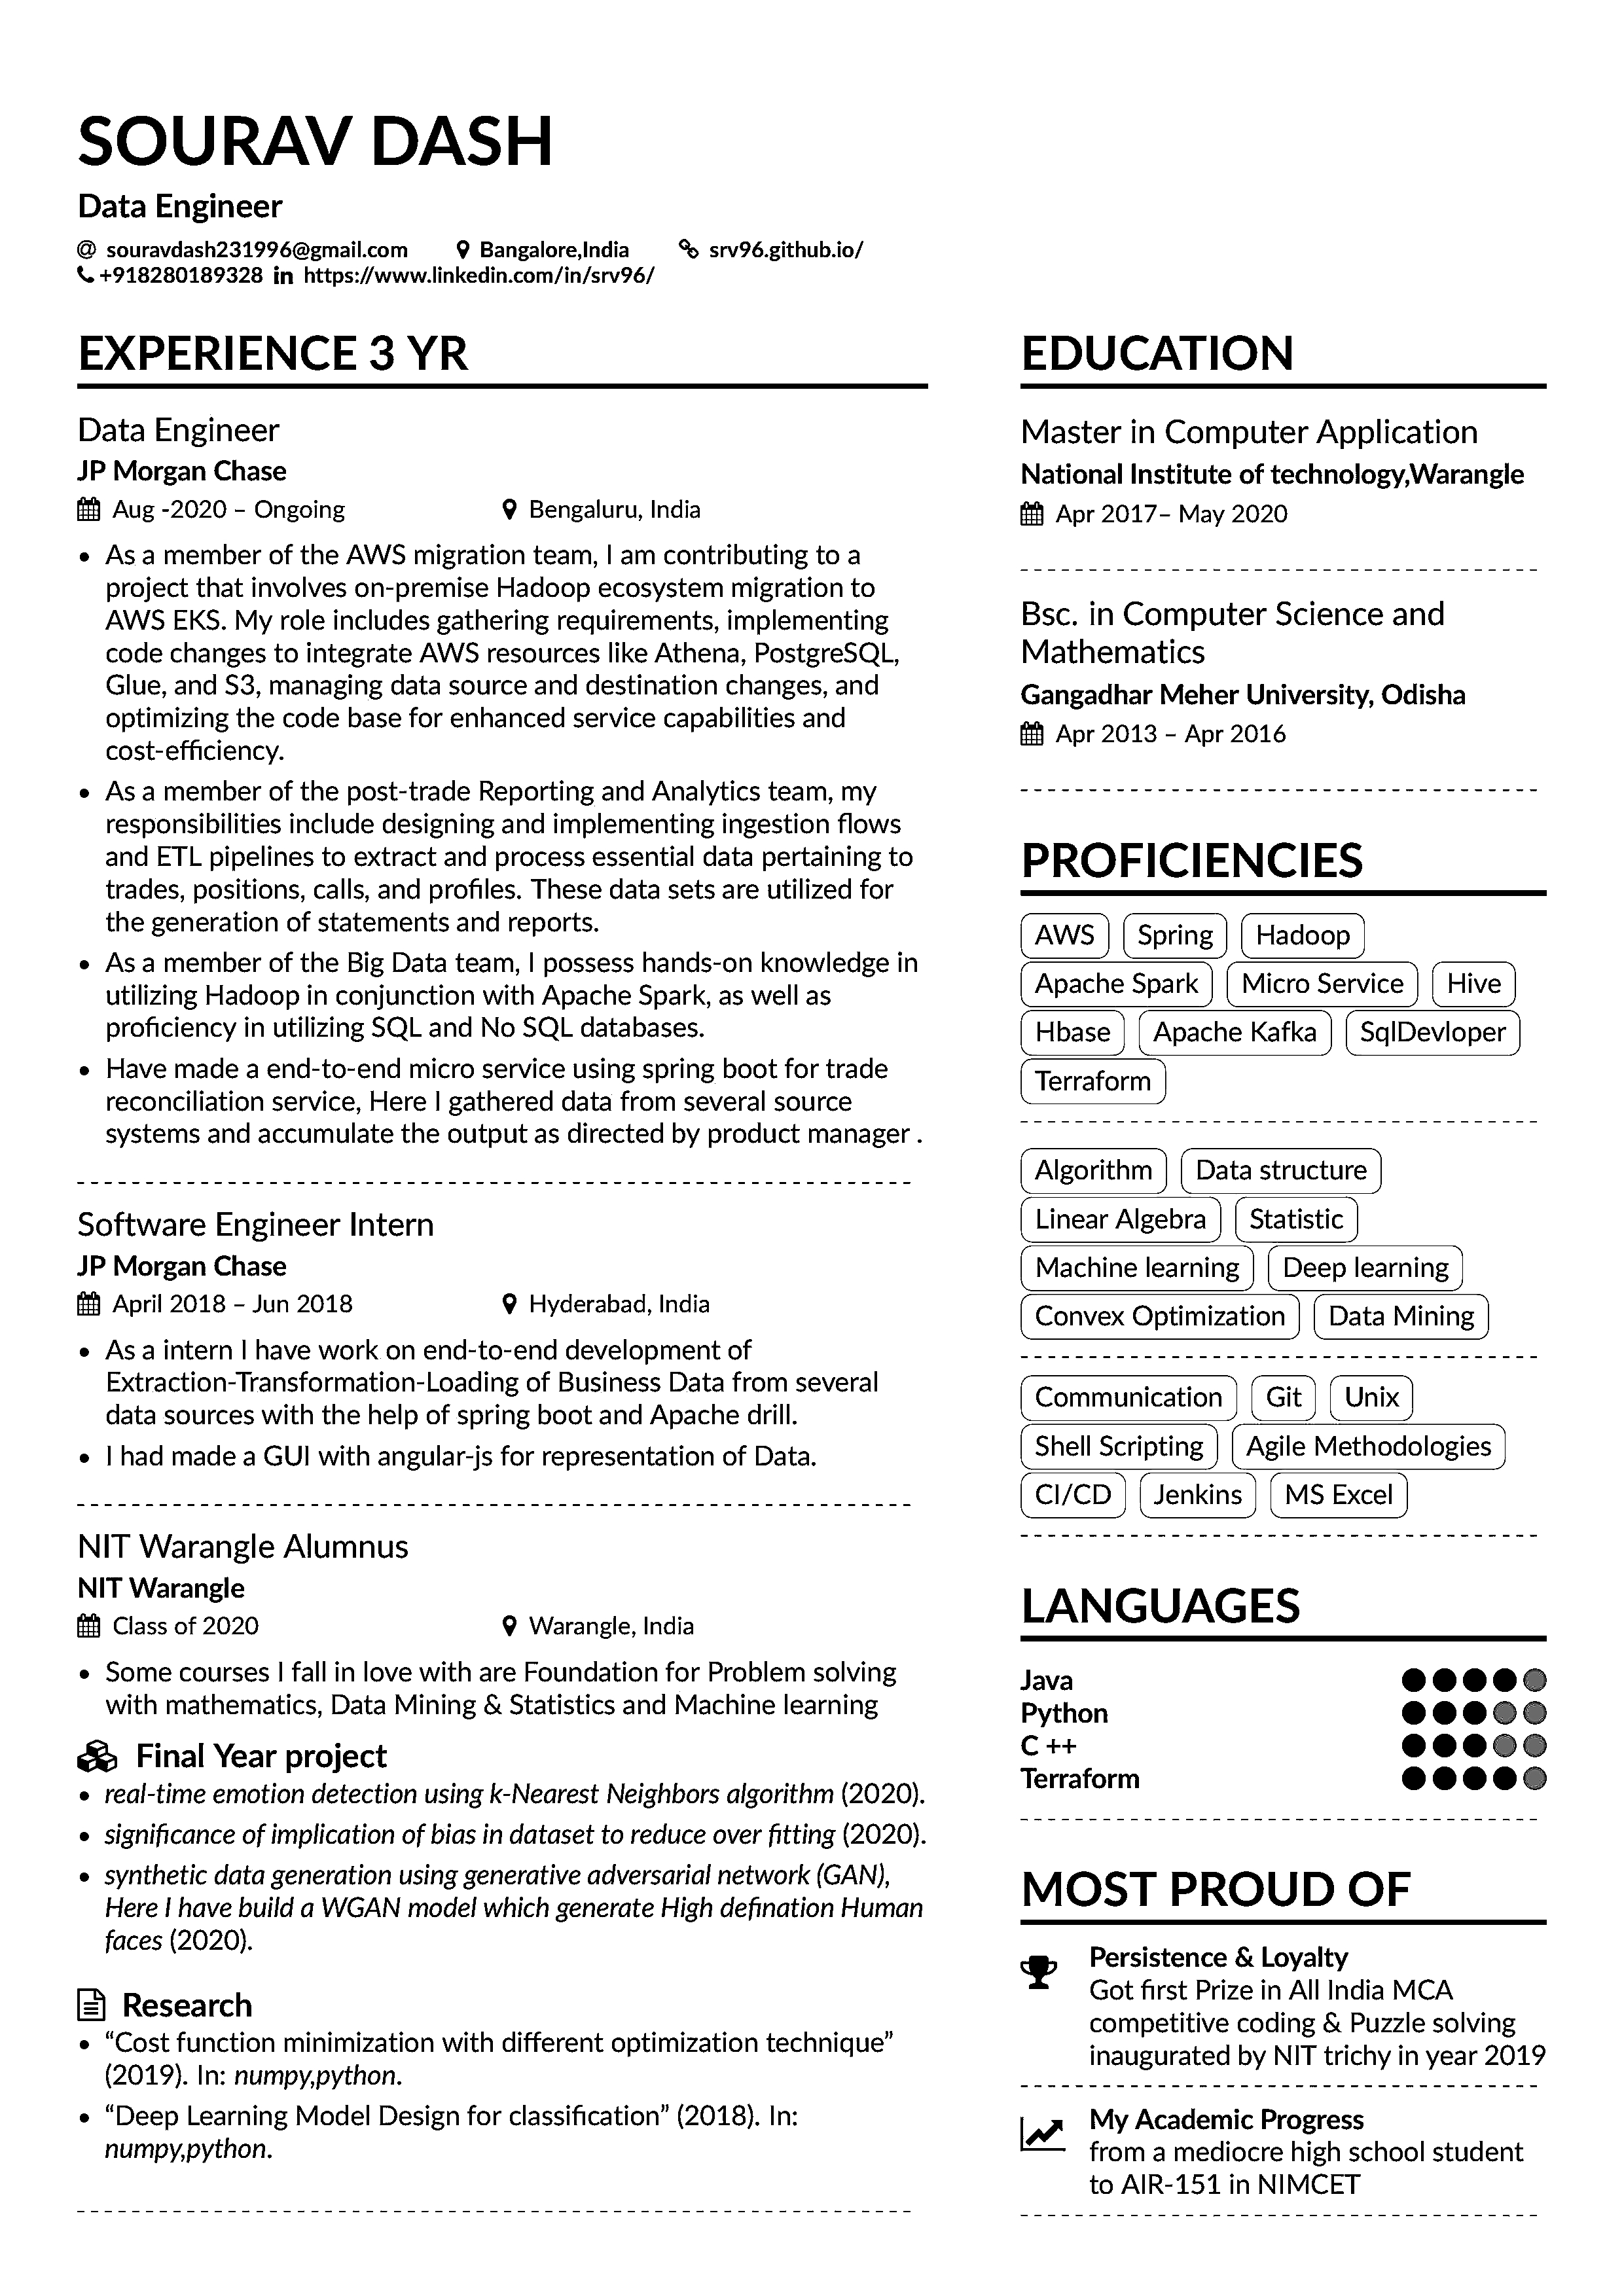 SOURAV DASH
Data Engineer
@ souravdash231996@gmail.com Bangalore,India srv96.github.io/
+918280189328 in https://www.linkedin.com/in/srv96/
EXPERIENCE 3 YR
Data Engineer
JP Morgan Chase
Aug -2020 – Ongoing Bengaluru, India
• As a member of the AWS migration team, I am contributing to a
project that involves on-premise Hadoop ecosystem migration to
AWS EKS. My role includes gathering requirements, implementing
code changes to integrate AWS resources like Athena, PostgreSQL,
Glue, and S3, managing data source and destination changes, and
optimizing the code base for enhanced service capabilities and
cost-efficiency.
• As a member of the post-trade Reporting and Analytics team, my
responsibilities include designing and implementing ingestion flows
and ETL pipelines to extract and process essential data pertaining to
trades, positions, calls, and profiles. These data sets are utilized for
the generation of statements and reports.
• As a member of the Big Data team, I possess hands-on knowledge in
utilizing Hadoop in conjunction with Apache Spark, as well as
proficiency in utilizing SQL and No SQL databases.
• Have made a end-to-end micro service using spring boot for trade
reconciliation service, Here I gathered data from several source
systems and accumulate the output as directed by product manager .
Software Engineer Intern
JP Morgan Chase
April 2018 – Jun 2018 Hyderabad, India
• As a intern I have work on end-to-end development of
Extraction-Transformation-Loading of Business Data from several
data sources with the help of spring boot and Apache drill.
• I had made a GUI with angular-js for representation of Data.
NIT Warangle Alumnus
NIT Warangle
Class of 2020 Warangle, India
• Some courses I fall in love with are Foundation for Problem solving
with mathematics, Data Mining & Statistics and Machine learning
Final Year project
• real-time emotion detection using k-Nearest Neighbors algorithm (2020).
• significance of implication of bias in dataset to reduce over fitting (2020).
• synthetic data generation using generative adversarial network (GAN),
Here I have build a WGAN model which generate High defination Human
faces (2020).
Research
• “Cost function minimization with different optimization technique”
(2019). In: numpy,python.
• “Deep Learning Model Design for classification” (2018). In:
numpy,python.
EDUCATION
Master in Computer Application
National Institute of technology,Warangle
Apr 2017– May 2020
Bsc. in Computer Science and
Mathematics
Gangadhar Meher University, Odisha
Apr 2013 – Apr 2016
PROFICIENCIES
AWS Spring Hadoop
Apache Spark Micro Service Hive
Hbase Apache Kafka SqlDevloper
Terraform
Algorithm Data structure
Linear Algebra Statistic
Machine learning Deep learning
Convex Optimization Data Mining
Communication Git Unix
Shell Scripting Agile Methodologies
CI/CD Jenkins MS Excel
LANGUAGES
Java
Python
C ++
Terraform
MOST PROUD OF
Persistence & Loyalty
Got first Prize in All India MCA
competitive coding & Puzzle solving
inaugurated by NIT trichy in year 2019
My Academic Progress
from a mediocre high school student
to AIR-151 in NIMCET